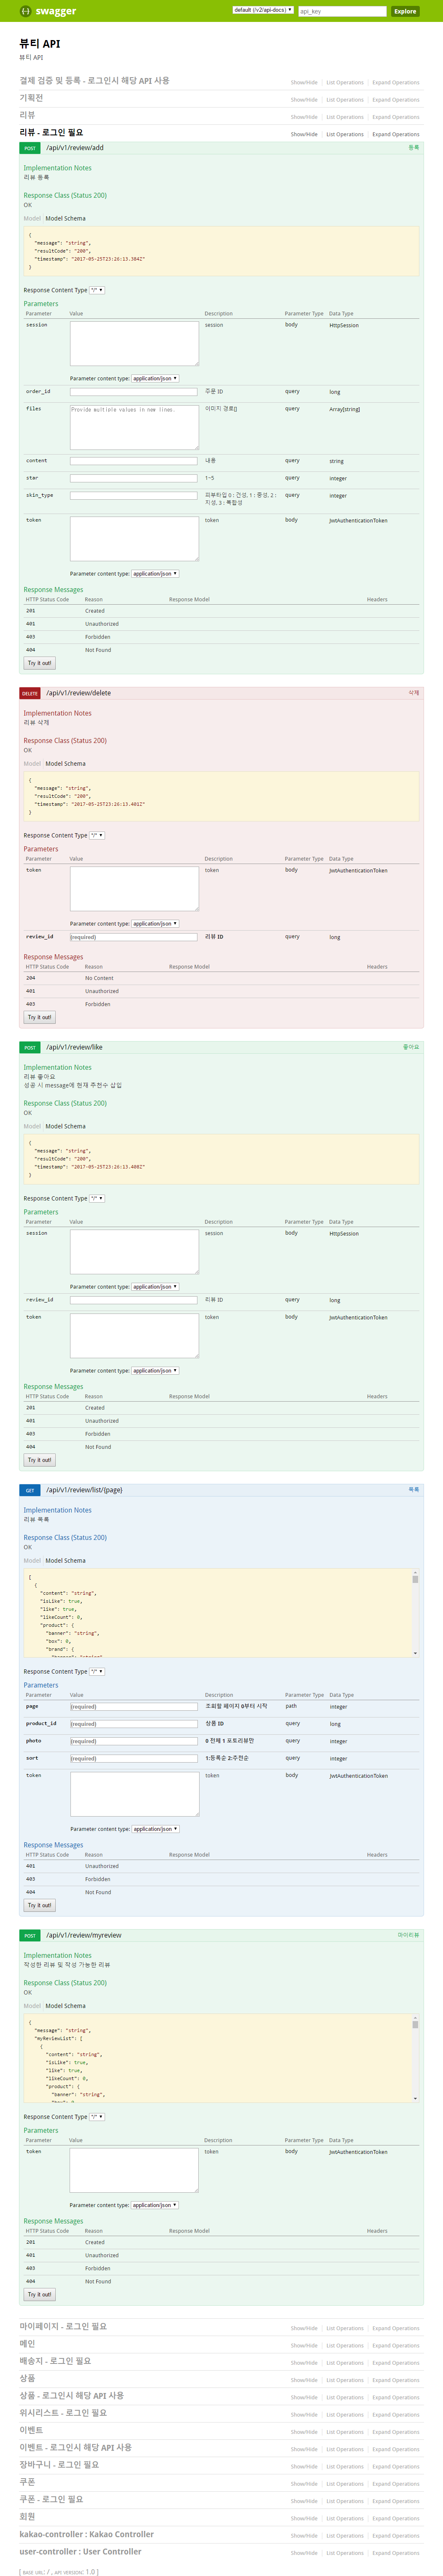 swagger
default (/v2/api-docs) api_key Explore
뷰티 API
뷰티 API
결제 검증 및 등록 - 로그인시 해당 API 사용 Show/Hide List Operations Expand Operations
기획전 Show/Hide List Operations Expand Operations
리뷰 Show/Hide List Operations Expand Operations
리뷰 - 로그인 필요 Show/Hide List Operations Expand Operations
POST /api/v1/review/add 등록
Implementation Notes
리뷰 등록
Response Class (Status 200)
OK
Model Model Schema
{
"message": "string",
"resultCode": "200",
"timestamp": "2017-05-25T23:26:13.384Z"
}
Response Content Type */*
Parameters
Parameter Value Description Parameter Type Data Type
session session body HttpSession
Parameter content type: application/json
order_id 주문 ID query long
files Provide multiple values in new lines. 이미지 경로[] query Array[string]
content 내용 query string
star 1~5 query integer
skin_type 피부타입 0 : 건성, 1 : 중성, 2 : 지성, 3 : 복합성 query integer
token token body JwtAuthenticationToken
Parameter content type: application/json
Response Messages
HTTP Status Code Reason Response Model Headers
201 Created
401 Unauthorized
403 Forbidden
404 Not Found
Try it out!
DELETE /api/v1/review/delete 삭제
Implementation Notes
리뷰 삭제
Response Class (Status 200)
OK
Model Model Schema
{
"message": "string",
"resultCode": "200",
"timestamp": "2017-05-25T23:26:13.401Z"
}
Response Content Type */*
Parameters
Parameter Value Description Parameter Type Data Type
token token body JwtAuthenticationToken
Parameter content type: application/json
review_id (required) 리뷰 ID query long
Response Messages
HTTP Status Code Reason Response Model Headers
204 No Content
401 Unauthorized
403 Forbidden
Try it out!
POST /api/v1/review/like 좋아요
Implementation Notes
리뷰 좋아요
성공 시 message에 현재 추천수 삽입
Response Class (Status 200)
OK
Model Model Schema
{
"message": "string",
"resultCode": "200",
"timestamp": "2017-05-25T23:26:13.408Z"
}
Response Content Type */*
Parameters
Parameter Value Description Parameter Type Data Type
session session body HttpSession
Parameter content type: application/json
review_id 리뷰 ID query long
token token body JwtAuthenticationToken
Parameter content type: application/json
Response Messages
HTTP Status Code Reason Response Model Headers
201 Created
401 Unauthorized
403 Forbidden
404 Not Found
Try it out!
GET /api/v1/review/list/{page} 목록
Implementation Notes
리뷰 목록
Response Class (Status 200)
OK
Model Model Schema
[
{
"content": "string",
"isLike": true,
"like": true,
"likeCount": 0,
"product": {
"banner": "string",
"box": 0,
"brand": {
Response Content Type */*
Parameters
Parameter Value Description Parameter Type Data Type
page (required) 조회할 페이지 0부터 시작 path integer
product_id (required) 상품 ID query long
photo (required) 0 전체 1 포토리뷰만 query integer
sort (required) 1:등록순 2:추천순 query integer
token token body JwtAuthenticationToken
Parameter content type: application/json
Response Messages
HTTP Status Code Reason Response Model Headers
401 Unauthorized
403 Forbidden
404 Not Found
Try it out!
POST /api/v1/review/myreview 마이리뷰
Implementation Notes
작성한 리뷰 및 작성 가능한 리뷰
Response Class (Status 200)
OK
Model Model Schema
{
"message": "string",
"myReviewList": [
{
"content": "string",
"isLike": true,
"like": true,
"likeCount": 0,
"product": {
"banner": "string",
Response Content Type */*
Parameters
Parameter Value Description Parameter Type Data Type
token token body JwtAuthenticationToken
Parameter content type: application/json
Response Messages
HTTP Status Code Reason Response Model Headers
201 Created
401 Unauthorized
403 Forbidden
404 Not Found
Try it out!
마이페이지 - 로그인 필요 Show/Hide List Operations Expand Operations
메인 Show/Hide List Operations Expand Operations
배송지 - 로그인 필요 Show/Hide List Operations Expand Operations
상품 Show/Hide List Operations Expand Operations
상품 - 로그인시 해당 API 사용 Show/Hide List Operations Expand Operations
위시리스트 - 로그인 필요 Show/Hide List Operations Expand Operations
이벤트 Show/Hide List Operations Expand Operations
이벤트 - 로그인시 해당 API 사용 Show/Hide List Operations Expand Operations
장바구니 - 로그인 필요 Show/Hide List Operations Expand Operations
쿠폰 Show/Hide List Operations Expand Operations
쿠폰 - 로그인 필요 Show/Hide List Operations Expand Operations
회원 Show/Hide List Operations Expand Operations
kakao-controller : Kakao Controller Show/Hide List Operations Expand Operations
user-controller : User Controller Show/Hide List Operations Expand Operations
[ BASE URL: / , API VERSION: 1.0 ]